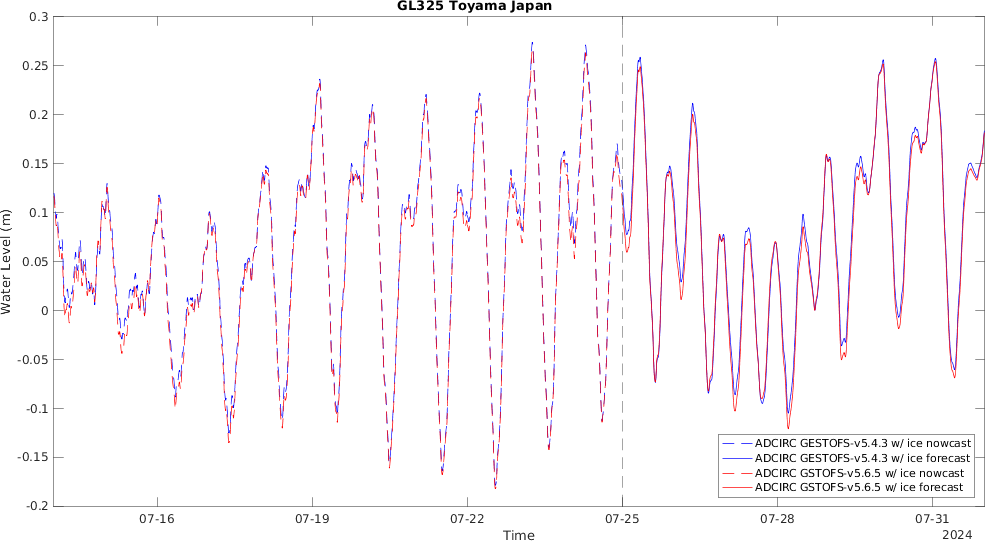 GL325 Toyama Japan
0.3
0.25
0.2
0.15
0.1
0.05
0
-0.05
-0.1
-0.15
-0.2
Water Level (m)
07-16
07-19
07-22
07-25
07-28
07-31
2024
Time
ADCIRC GESTOFS-v5.4.3 w/ ice nowcast
ADCIRC GESTOFS-v5.4.3 w/ ice forecast
ADCIRC GSTOFS-v5.6.5 w/ ice nowcast
ADCIRC GSTOFS-v5.6.5 w/ ice forecast